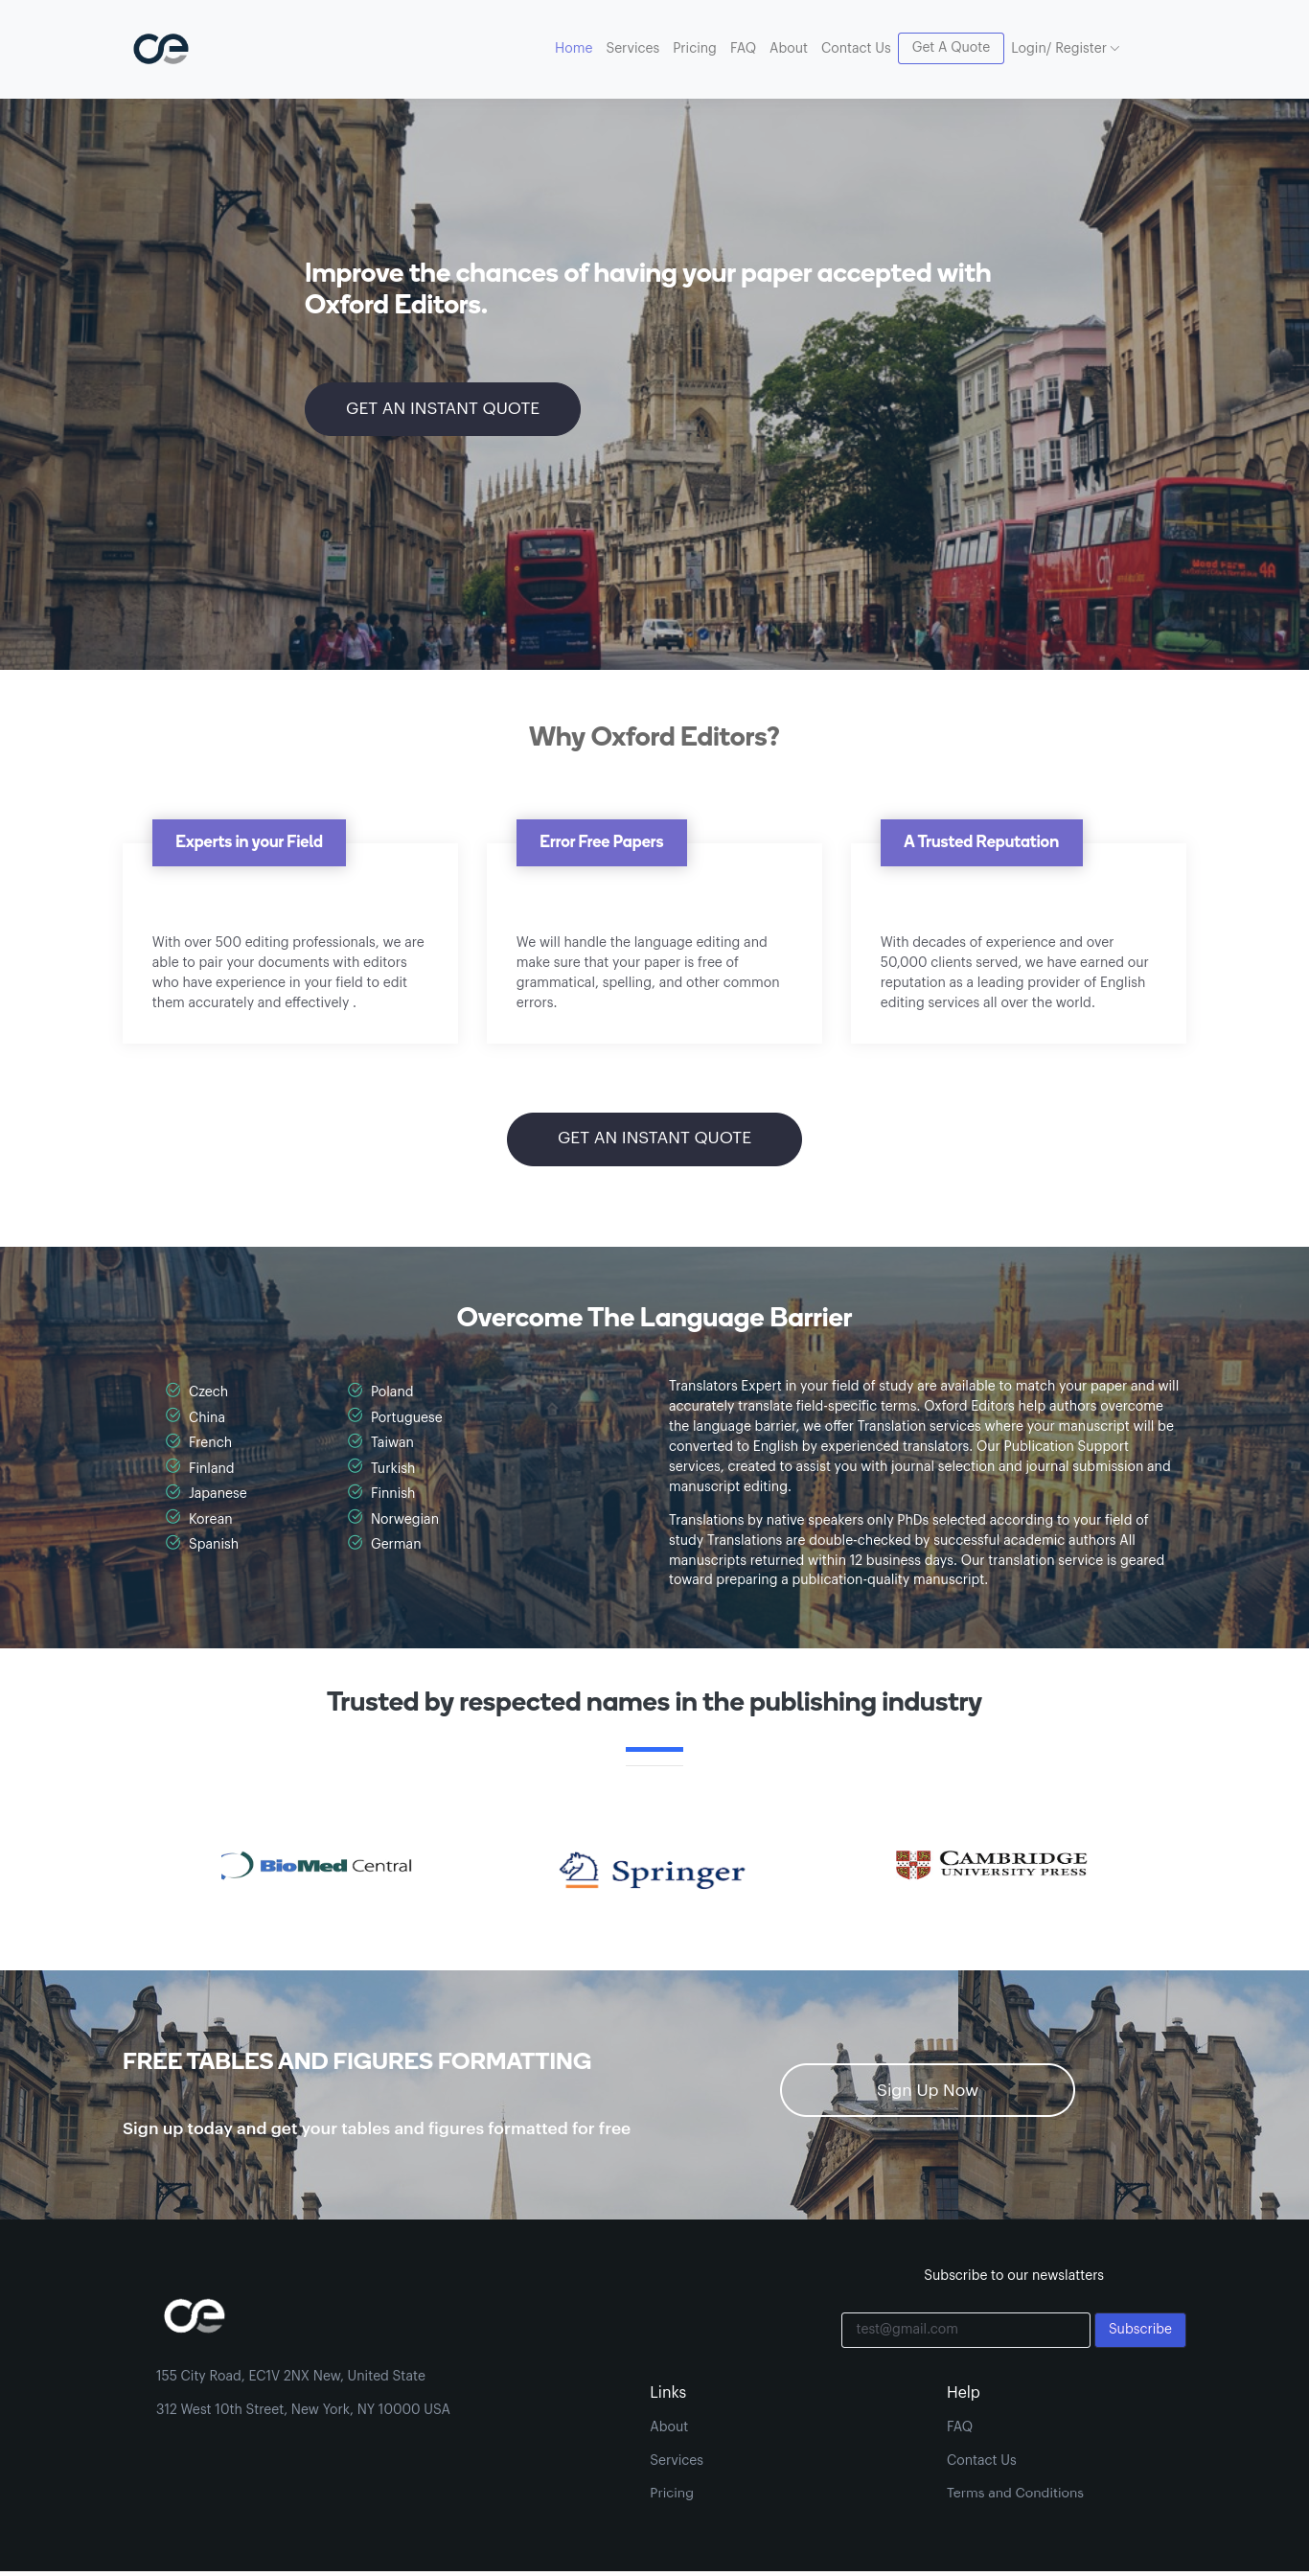 Home Services Pricing FAQ About Contact Us Get A Quote Login/ Register
Improve the chances of having your paper accepted with
Oxford Editors.
GET AN INSTANT QUOTE
4A
Why Oxford Editors?
Experts in your Field
With over 500 editing professionals, we are
able to pair your documents with editors
who have experience in your field to edit
them accurately and effectively .
Error Free Papers
We will handle the language editing and
make sure that your paper is free of
grammatical, spelling, and other common
errors.
A Trusted Reputation
With decades of experience and over
50,000 clients served, we have earned our
reputation as a leading provider of English
editing services all over the world.
GET AN INSTANT QUOTE
Overcome The Language Barrier
Czech
China
French
Finland
Japanese
Korean
Spanish
Poland
Portuguese
Taiwan
Turkish
Finnish
Norwegian
German
Translators Expert in your field of study are available to match your paper and will
accurately translate field-specific terms. Oxford Editors help authors overcome
the language barrier, we offer Translation services where your manuscript will be
converted to English by experienced translators. Our Publication Support
services, created to assist you with journal selection and journal submission and
manuscript editing.
Translations by native speakers only PhDs selected according to your field of
study Translations are double-checked by successful academic authors All
manuscripts returned within 12 business days. Our translation service is geared
toward preparing a publication-quality manuscript.
Trusted by respected names in the publishing industry
BioMed Central
Springer
CAMBRIDGE
UNIVERSITY PRESS
FREE TABLES AND FIGURES FORMATTING
Sign up today and get your tables and figures formatted for free
Sign Up Now
Subscribe to our newslatters
test@gmail.com Subscribe
155 City Road, EC1V 2NX New, United State
312 West 10th Street, New York, NY 10000 USA
Links
About
Services
Pricing
Help
FAQ
Contact Us
Terms and Conditions